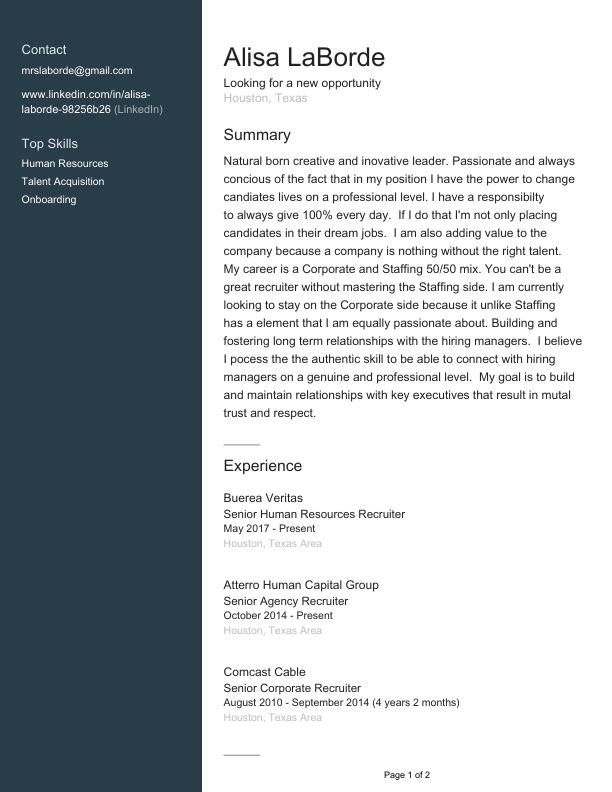 Contact
mrslaborde@gmail.com
www.linkedin.com/in/alisa-
laborde-98256b26 (LinkedIn)
Top Skills
Human Resources
Talent Acquisition
Onboarding
Alisa LaBorde
Looking for a new opportunity
Houston, Texas
Summary
Natural born creative and inovative leader. Passionate and always
concious of the fact that in my position I have the power to change
candiates lives on a professional level. I have a responsibilty
to always give 100% every day.  If I do that I'm not only placing
candidates in their dream jobs.  I am also adding value to the
company because a company is nothing without the right talent.
My career is a Corporate and Staffing 50/50 mix. You can't be a
great recruiter without mastering the Staffing side. I am currently
looking to stay on the Corporate side because it unlike Staffing
has a element that I am equally passionate about. Building and
fostering long term relationships with the hiring managers.  I believe
I pocess the the authentic skill to be able to connect with hiring
managers on a genuine and professional level.  My goal is to build
and maintain relationships with key executives that result in mutal
trust and respect.
Experience
Buerea Veritas
Senior Human Resources Recruiter
May 2017 - Present
Houston, Texas Area
Atterro Human Capital Group
Senior Agency Recruiter
October 2014 - Present
Houston, Texas Area
Comcast Cable
Senior Corporate Recruiter
August 2010 - September 2014 (4 years 2 months)
Houston, Texas Area
Page 1 of 2